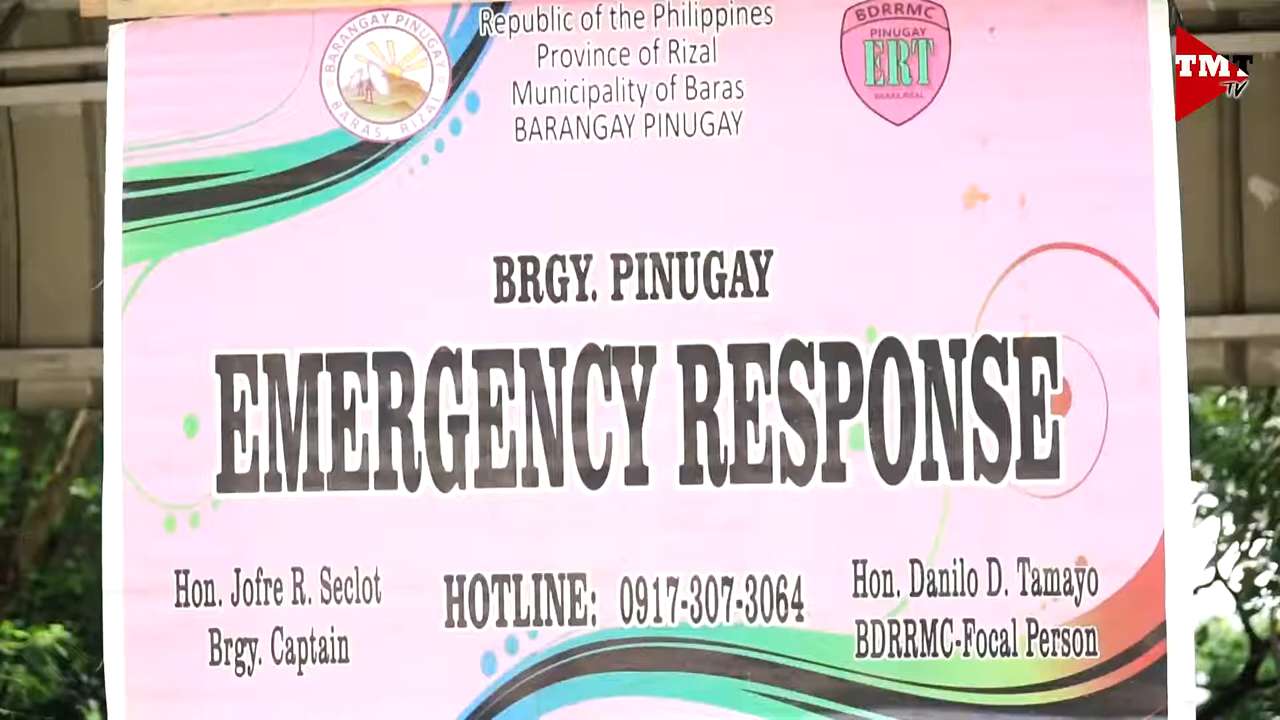 Republic of the Philippines
Province of Rizal
Municipality of Baras
BARANGAY PINUGAY
BARANGAY PINUGAY
BARAS, RIZAL
BDRRMC
PINUGAY
ERT
BARAS, RIZAL
TMT
TV
BRGY. PINUGAY
EMERGENCY RESPONSE
Hon. Jofre R. Seclot
Brgy. Captain
HOTLINE: 0917-307-3064
Hon. Danilo D. Tamayo
BDRRMC-Focal Person